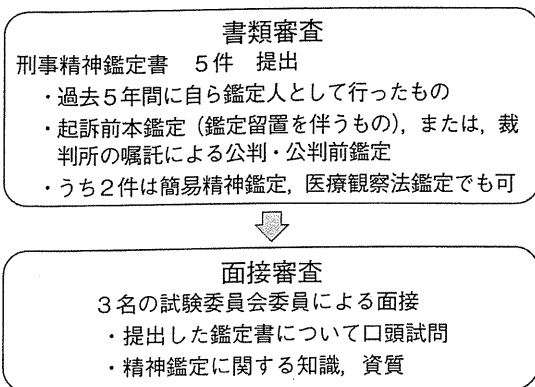 書類審査
刑事精神鑑定書　5件　提出
・過去5年間に自ら鑑定人として行ったもの
・起訴前本鑑定（鑑定留置を伴うもの），または，裁
判所の嘱託による公判・公判前鑑定
・うち2件は簡易精神鑑定，医療観察法鑑定でも可
面接審査
3名の試験委員会委員による面接
・提出した鑑定書について口頭試問
・精神鑑定に関する知識，資質